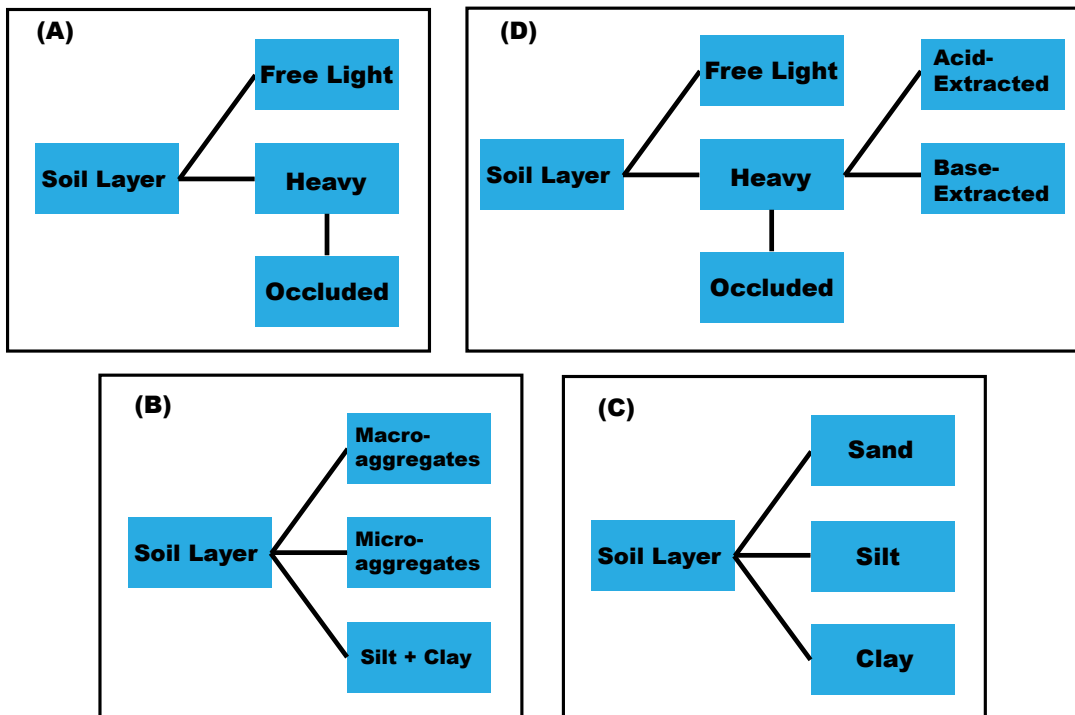 (A)
Free Light
Soil Layer
Heavy
Occluded
(D)
Free Light
Acid-
Extracted
Soil Layer
Heavy
Base-
Extracted
Occluded
(B)
Macro-
aggregates
Soil Layer
Micro-
aggregates
Silt + Clay
(C)
Sand
Soil Layer
Silt
Clay